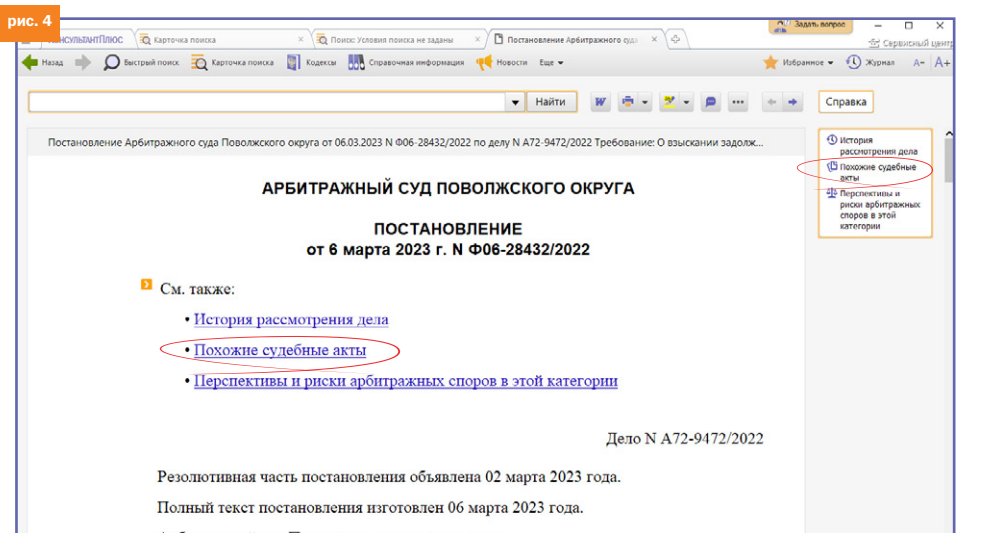 рис. 4
КонсультантПлюс
Карточка поиска
Поиск: Условия поиска не заданы
Постановление Арбитражного суда
Задать вопрос
Сервисный центр
Назад
Быстрый поиск
Карточка поиска
Кодексы
Справочная информация
Новости
Еще
Избранное
Журнал
A- A+
Найти
W
Справка
Постановление Арбитражного суда Поволжского округа от 06.03.2023 N Ф06-28432/2022 по делу N А72-9472/2022 Требование: О взыскании задолж...
История
рассмотрения дела
Похожие судебные
акты
Перспективы и
риски арбитражных
споров в этой
категории
АРБИТРАЖНЫЙ СУД ПОВОЛЖСКОГО ОКРУГА
ПОСТАНОВЛЕНИЕ
от 6 марта 2023 г. N Ф06-28432/2022
См. также:
• История рассмотрения дела
• Похожие судебные акты
• Перспективы и риски арбитражных споров в этой категории
Дело N А72-9472/2022
Резолютивная часть постановления объявлена 02 марта 2023 года.
Полный текст постановления изготовлен 06 марта 2023 года.